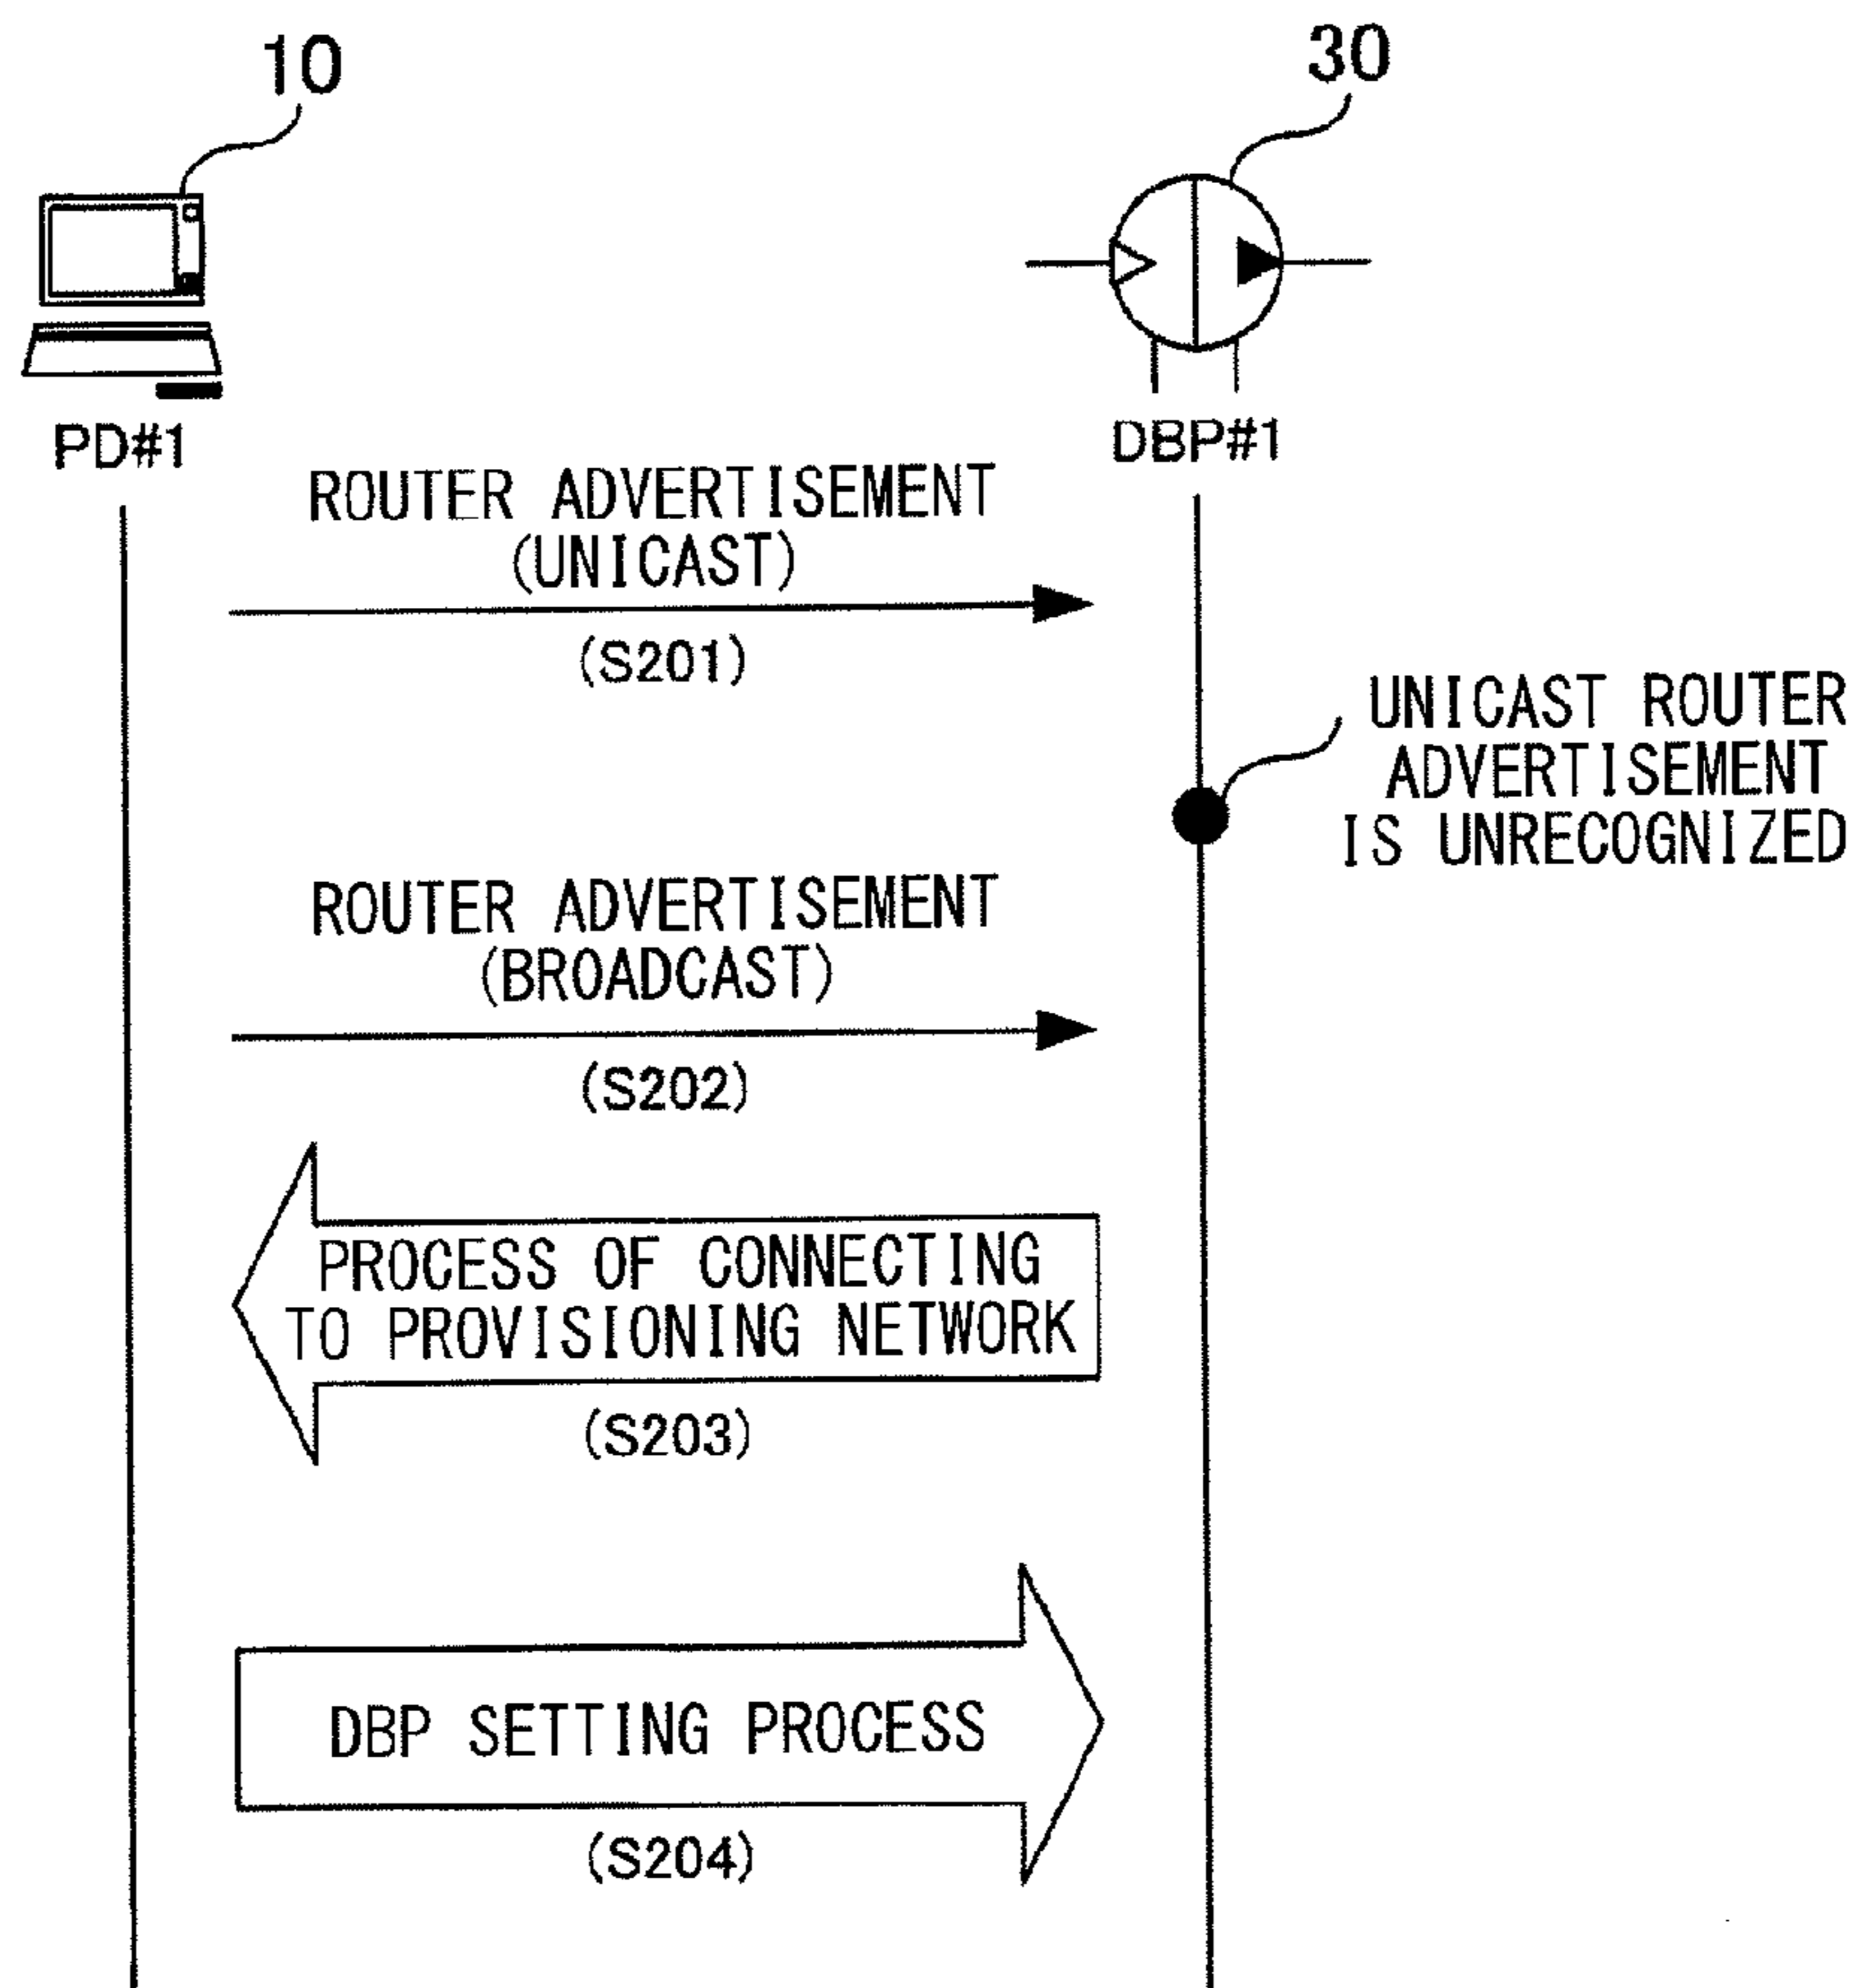 10
30
PD#1
DBP#1
ROUTER ADVERTISEMENT
(UNICAST)
(S201)
UNICAST ROUTER
ADVERTISEMENT
IS UNRECOGNIZED
ROUTER ADVERTISEMENT
(BROADCAST)
(S202)
PROCESS OF CONNECTING
TO PROVISIONING NETWORK
(S203)
DBP SETTING PROCESS
(S204)